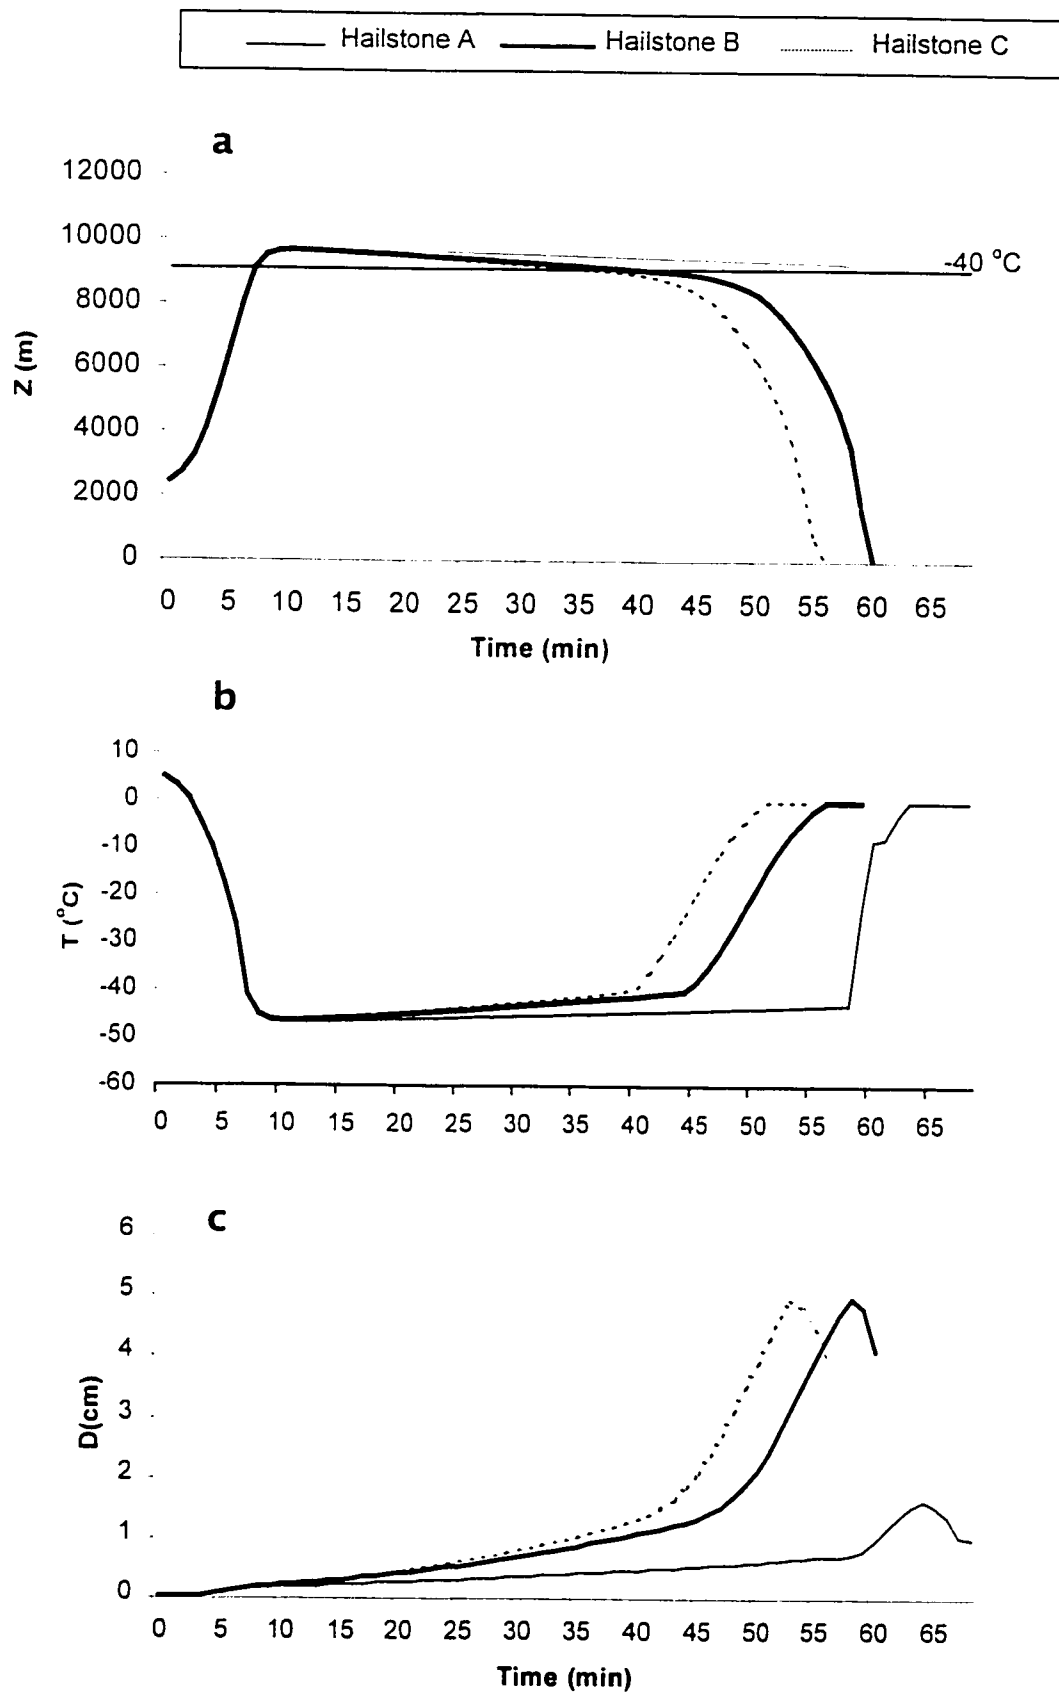 Hailstone A Hailstone B Hailstone C
a
12000
10000
8000
6000
4000
2000
0
Z (m)
-40 °C
0 5 10 15 20 25 30 35 40 45 50 55 60 65
Time (min)
b
10
0
-10
-20
-30
-40
-50
-60
T (°C)
0 5 10 15 20 25 30 35 40 45 50 55 60 65
c
6
5
4
3
2
1
0
D(cm)
0 5 10 15 20 25 30 35 40 45 50 55 60 65
Time (min)